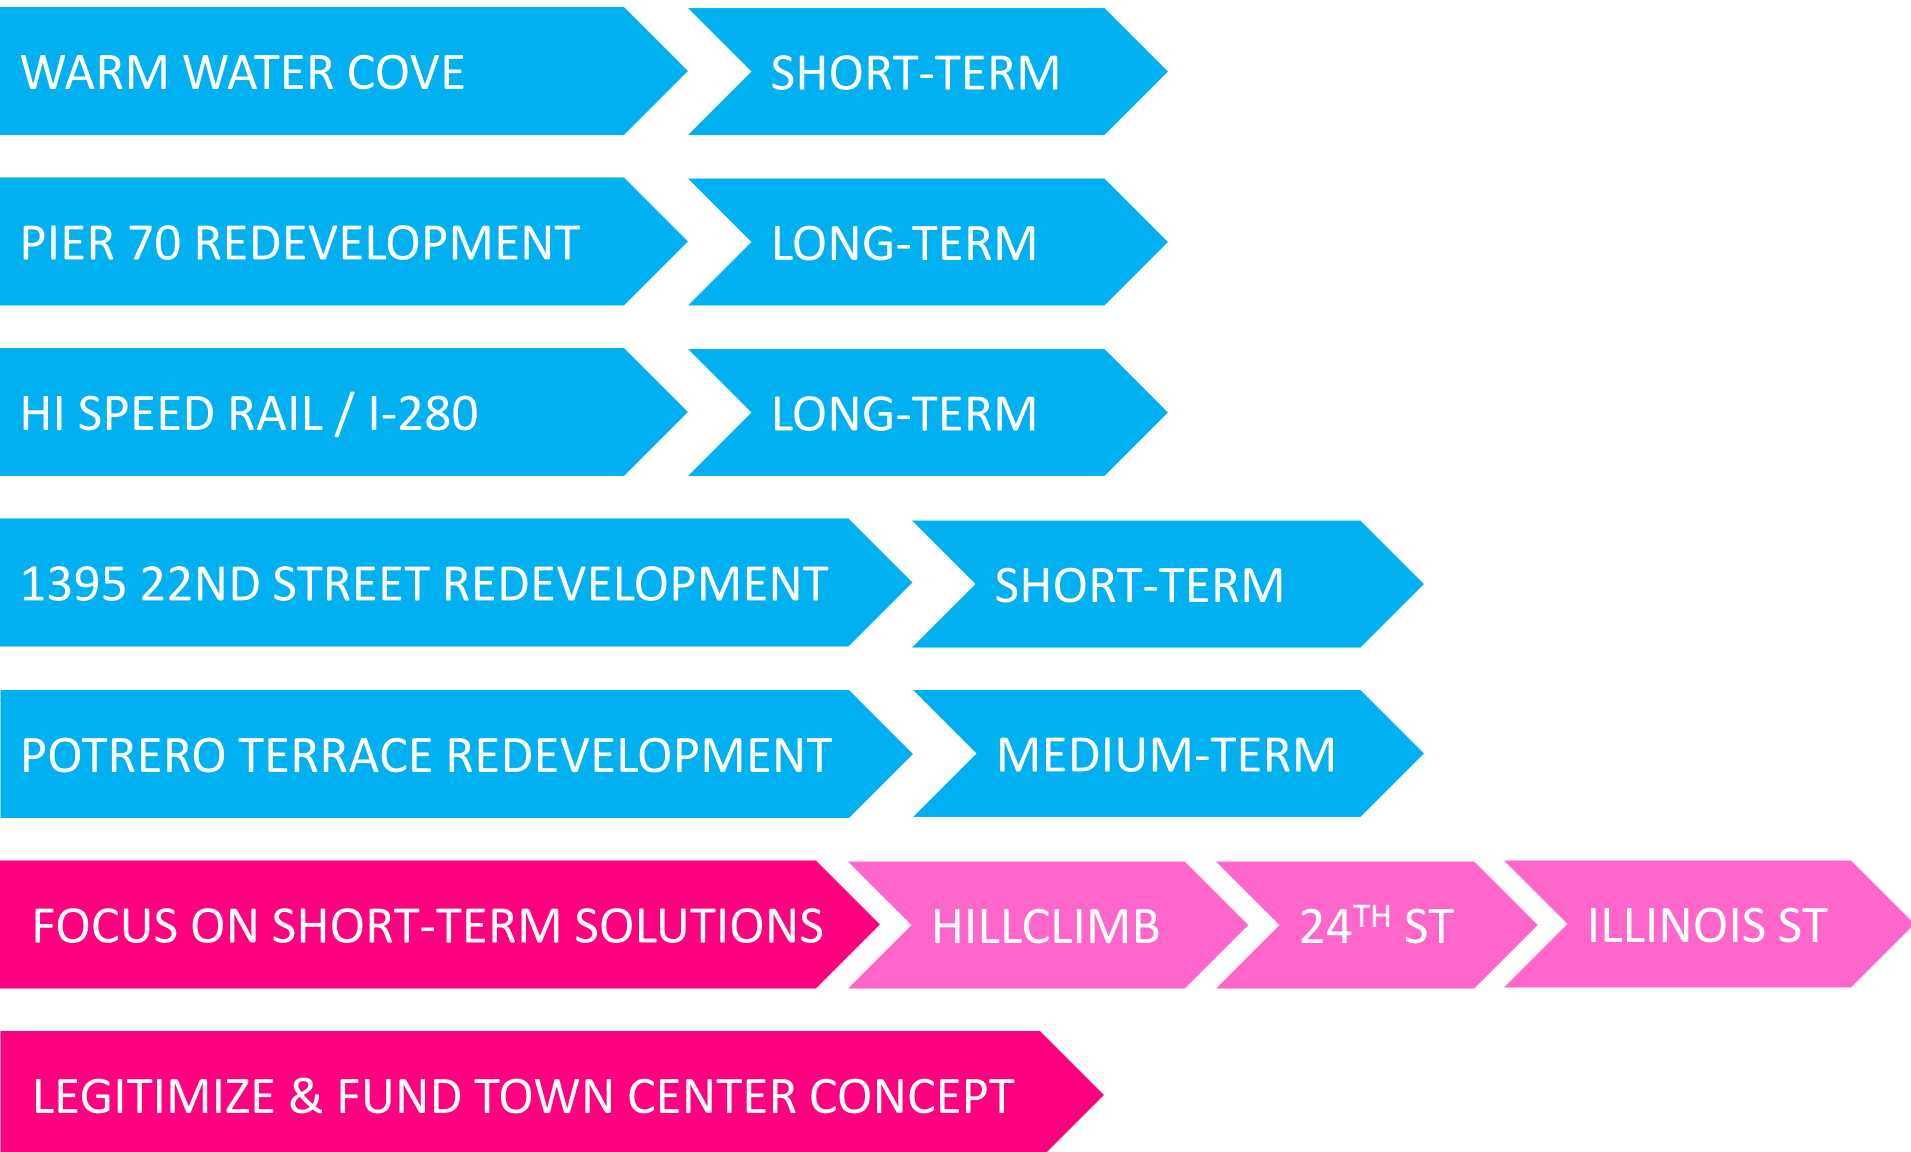 WARM WATER COVE SHORT-TERM
PIER 70 REDEVELOPMENT LONG-TERM
HI SPEED RAIL / I-280 LONG-TERM
1395 22ND STREET REDEVELOPMENT SHORT-TERM
POTRERO TERRACE REDEVELOPMENT MEDIUM-TERM
FOCUS ON SHORT-TERM SOLUTIONS HILLCLIMB 24TH ST ILLINOIS ST
LEGITIMIZE & FUND TOWN CENTER CONCEPT